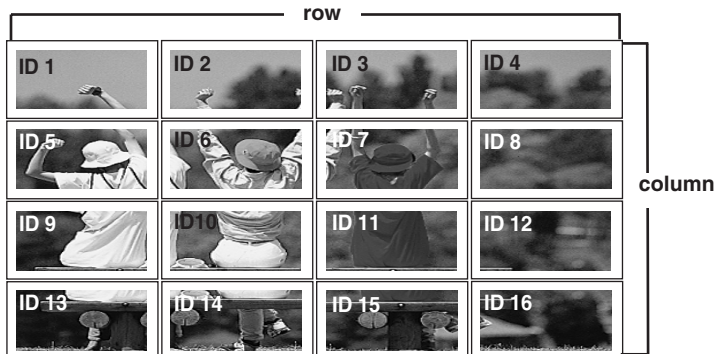 row
ID 1 ID 2 ID 3 ID 4
ID 5 ID 6 ID 7 ID 8
column
ID 9 ID10 ID 11 ID 12
ID 13 ID 14 ID 15 ID 16